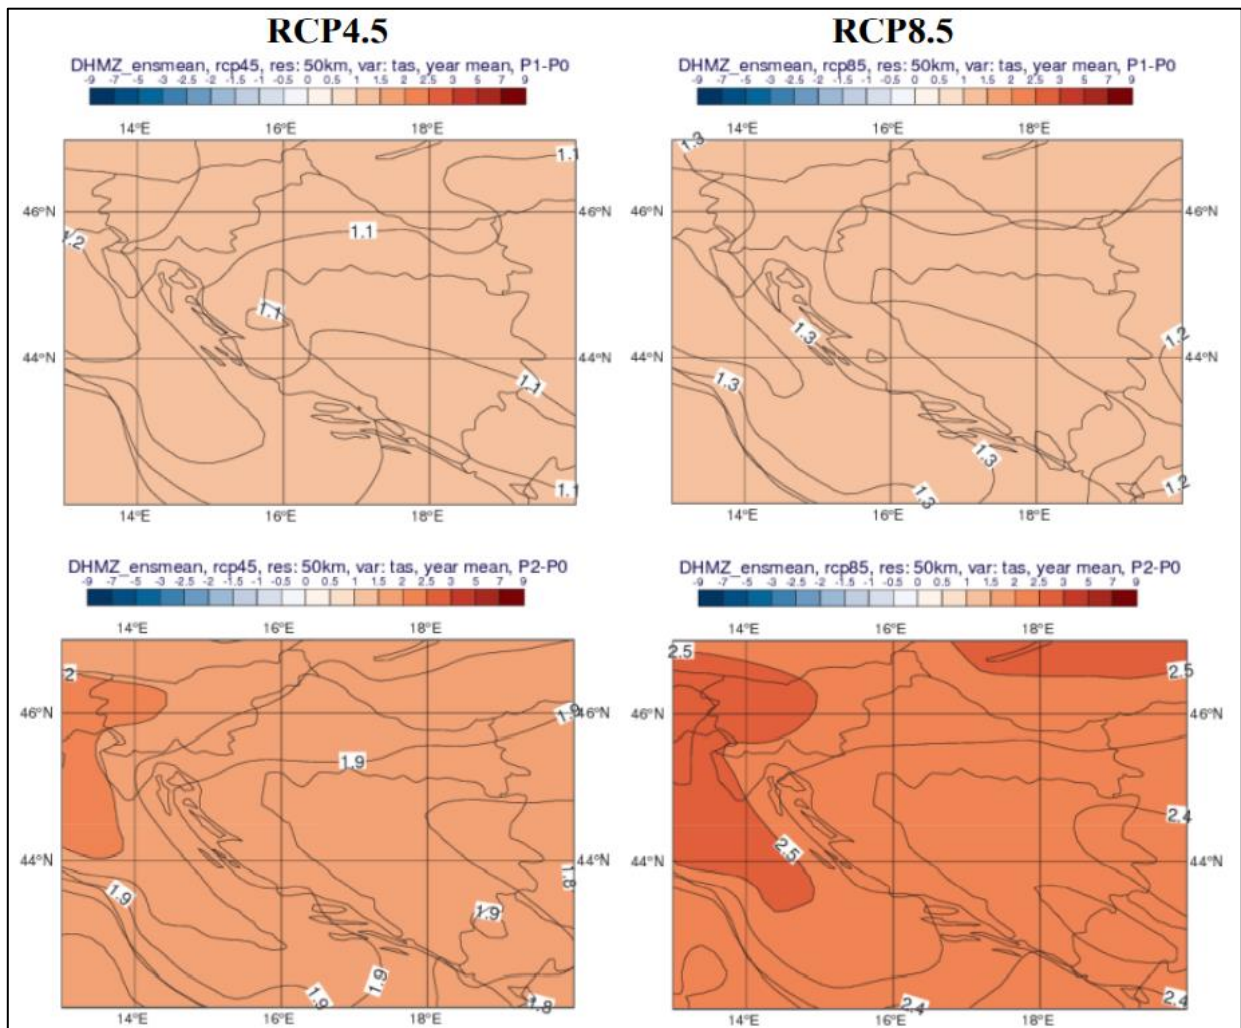 RCP4.5 RCP8.5
DHMZ_ensmean, rcp45, res: 50km, var: tas, year mean, P1-P0
-9 -7 -5 -3 -2.5 -2 -1.5 -1 -0.5 0 0.5 1 1.5 2 2.5 3 5 7 9
14°E 16°E 18°E
46°N 46°N
44°N 44°N
1.1
1.2
1.1
1.1
1.1
1.1
14°E 16°E 18°E
DHMZ_ensmean, rcp85, res: 50km, var: tas, year mean, P1-P0
-9 -7 -5 -3 -2.5 -2 -1.5 -1 -0.5 0 0.5 1 1.5 2 2.5 3 5 7 9
14°E 16°E 18°E
46°N 46°N
44°N 44°N
1.3
1.3
1.2
1.3
1.3
1.3
1.2
14°E 16°E 18°E
DHMZ_ensmean, rcp45, res: 50km, var: tas, year mean, P2-P0
-9 -7 -5 -3 -2.5 -2 -1.5 -1 -0.5 0 0.5 1 1.5 2 2.5 3 5 7 9
14°E 16°E 18°E
46°N 46°N
44°N 44°N
2
1.9
1.9
1.8
1.9
1.9
1.9
1.9
1.8
14°E 16°E 18°E
DHMZ_ensmean, rcp85, res: 50km, var: tas, year mean, P2-P0
-9 -7 -5 -3 -2.5 -2 -1.5 -1 -0.5 0 0.5 1 1.5 2 2.5 3 5 7 9
14°E 16°E 18°E
46°N 46°N
44°N 44°N
2.5
2.5
2.4
2.5
2.4
2.4
14°E 16°E 18°E